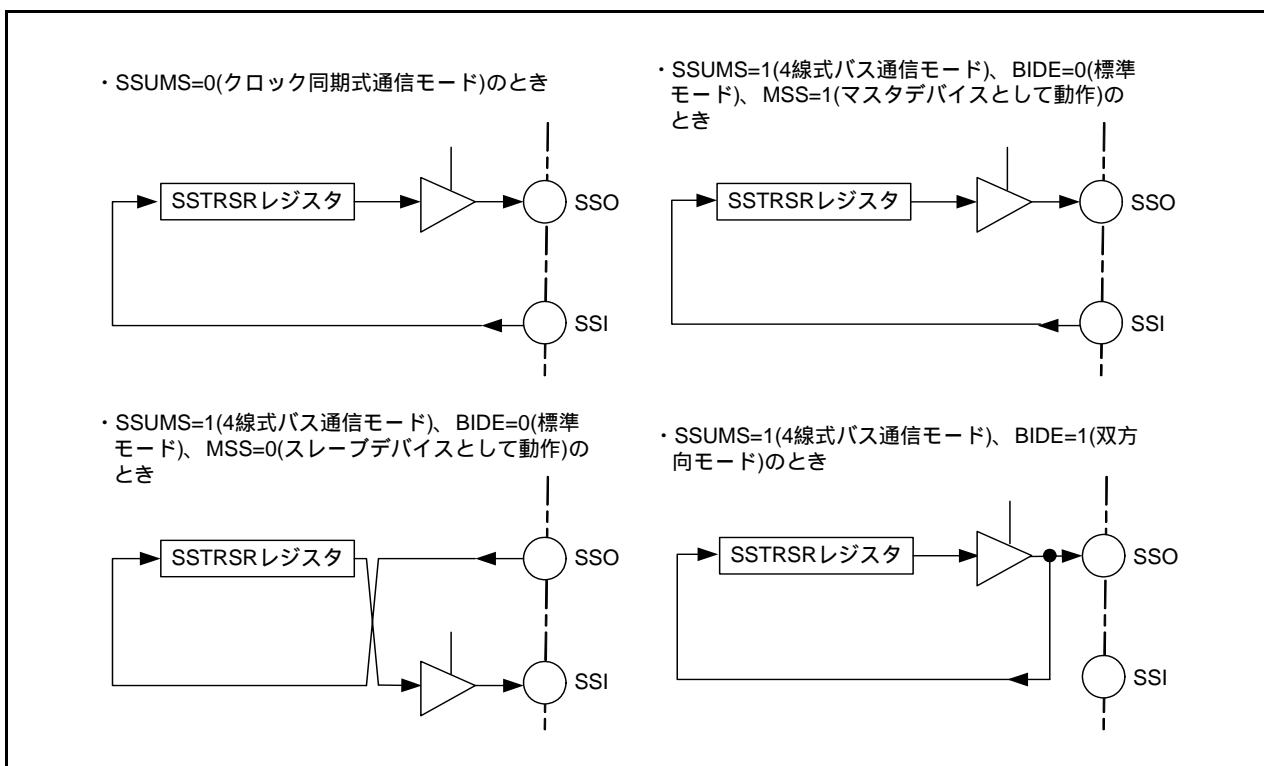 ・SSUMS=0(クロック同期式通信モード)のとき
SSTRSRレジスタ
SSO
SSI
・SSUMS=1(4線式バス通信モード)、BIDE=0(標準
モード)、MSS=1(マスタデバイスとして動作)の
とき
SSTRSRレジスタ
SSO
SSI
・SSUMS=1(4線式バス通信モード)、BIDE=0(標準
モード)、MSS=0(スレーブデバイスとして動作)の
とき
SSTRSRレジスタ
SSO
SSI
・SSUMS=1(4線式バス通信モード)、BIDE=1(双方
向モード)のとき
SSTRSRレジスタ
SSO
SSI